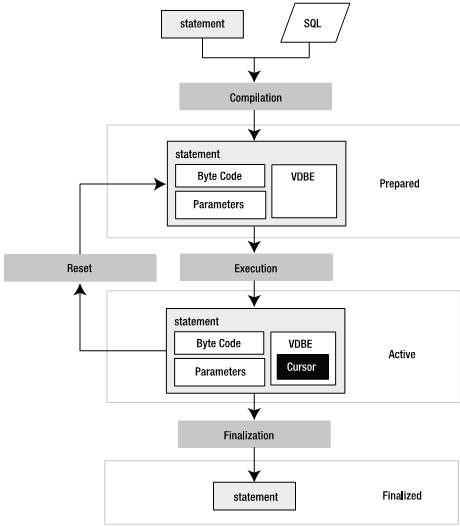 statement
SQL
Compilation
statement
Byte Code
VDBE
Parameters
Prepared
Reset
Execution
statement
Byte Code
VDBE
Parameters
Cursor
Active
Finalization
statement
Finalized